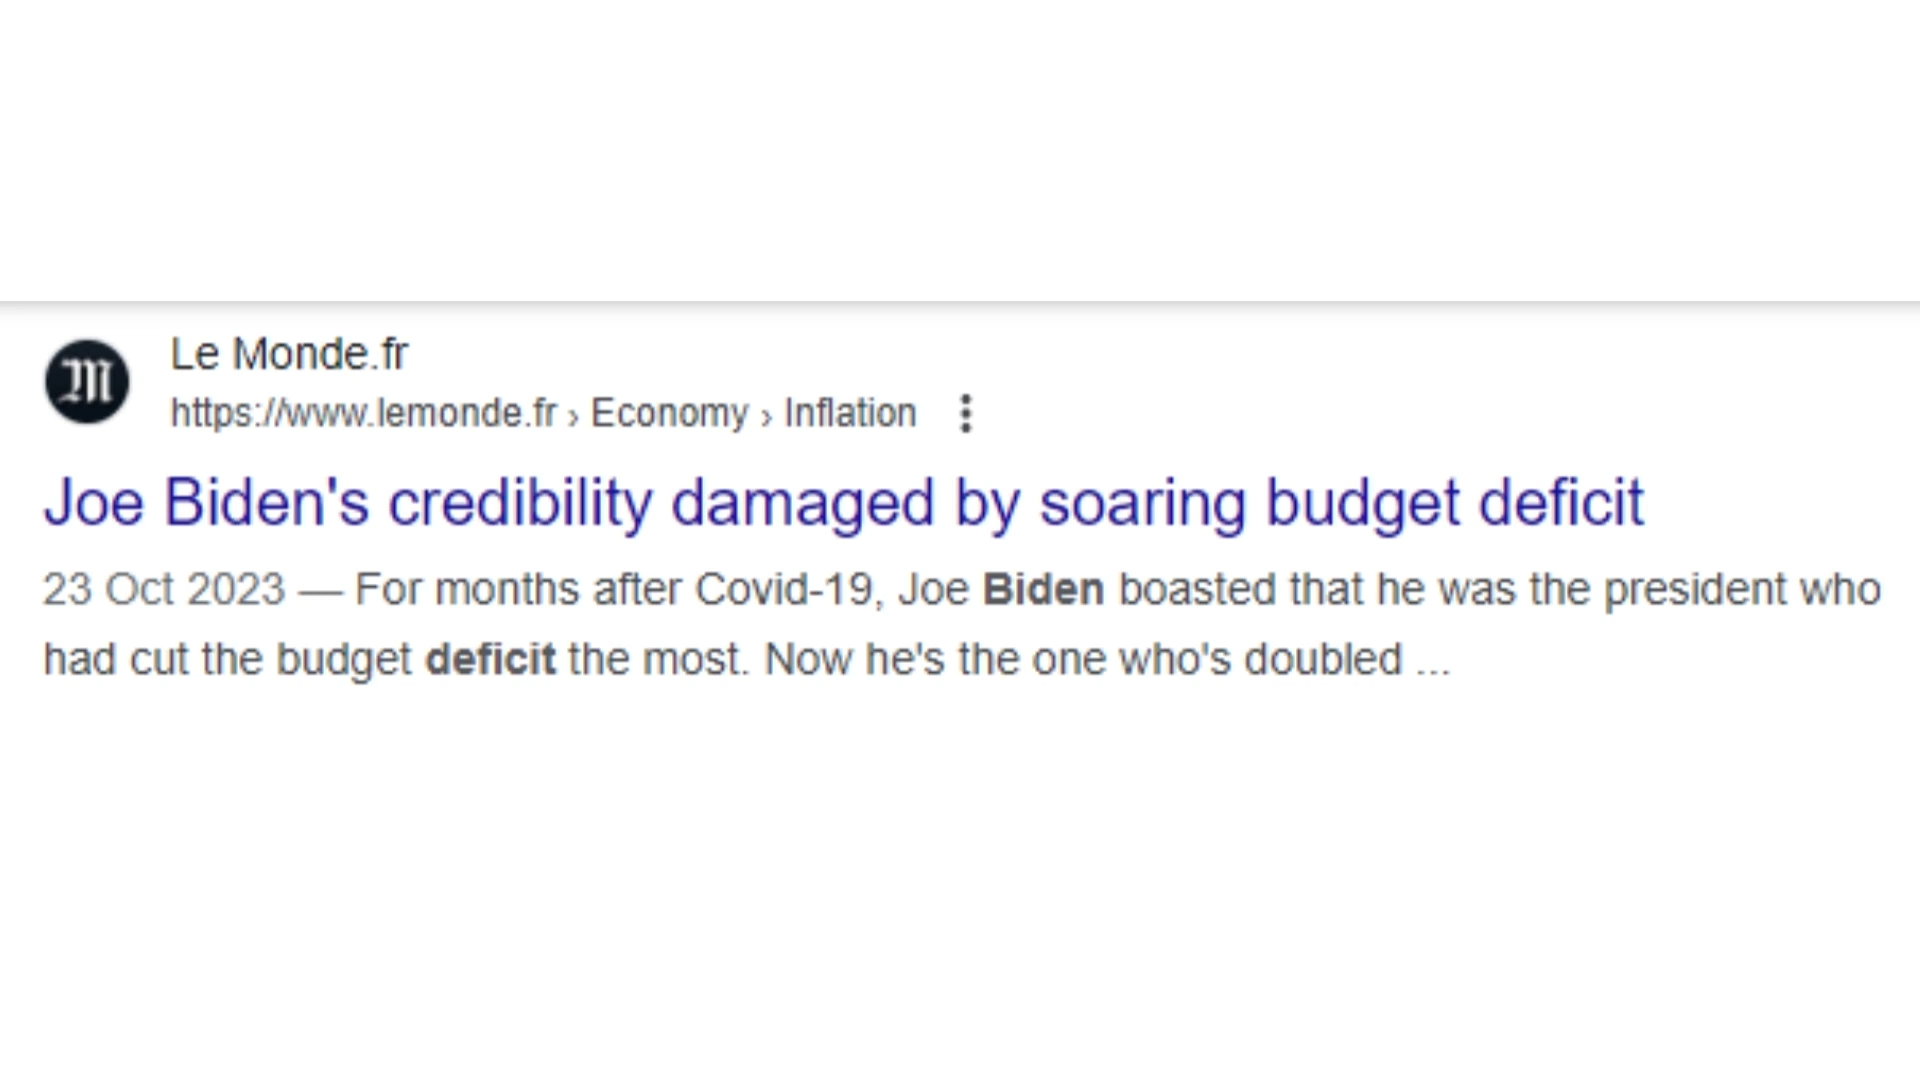 Le Monde.fr
https://www.lemonde.fr › Economy › Inflation
Joe Biden's credibility damaged by soaring budget deficit
23 Oct 2023 — For months after Covid-19, Joe Biden boasted that he was the president who
had cut the budget deficit the most. Now he's the one who's doubled ...